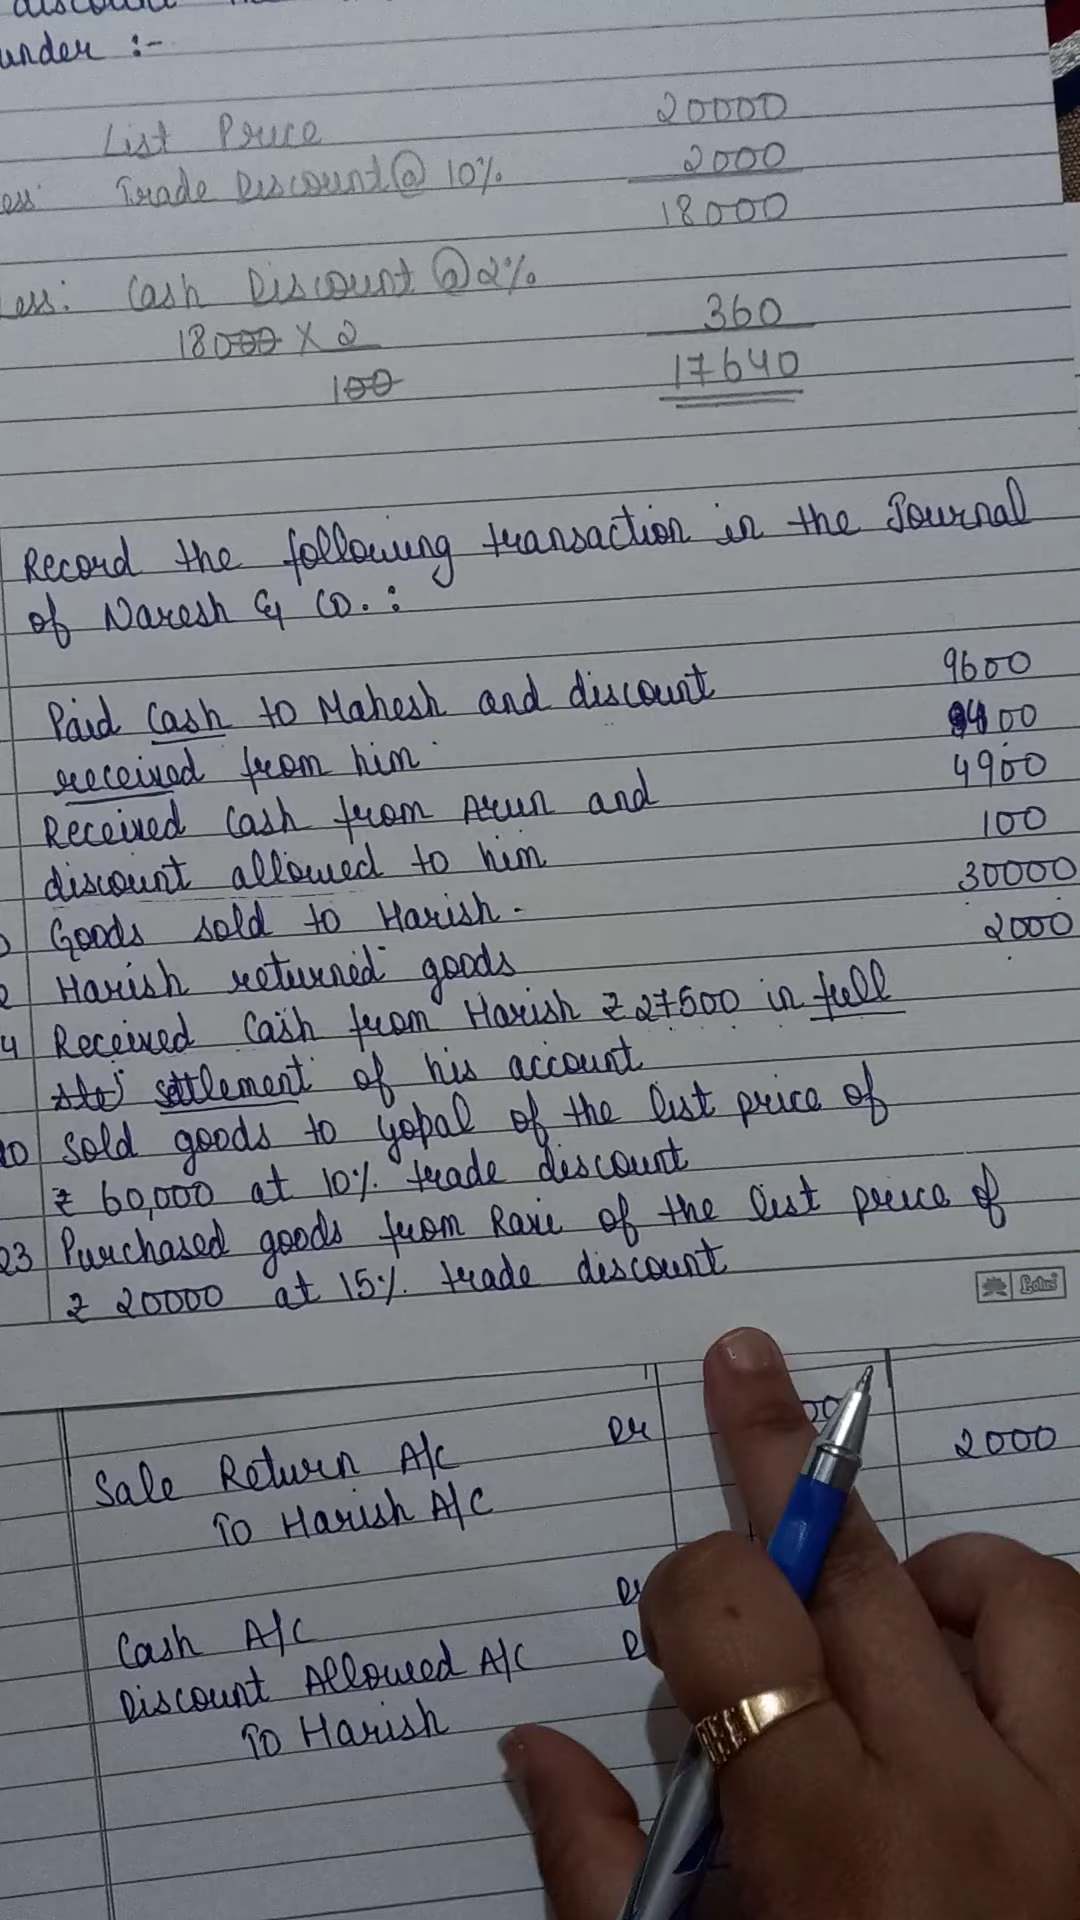 under :-
List Price 20000
ess: Trade Discount @ 10% 2000
18000
Less: Cash Discount @ 2%
18000 X 2 360
100 17640
Record the following transaction in the Journal
of Naresh & CO. :
Paid Cash to Mahesh and discount 9600
received from him 400
Received Cash from Arun and 4900
discount allowed to him 100
Goods sold to Harish. 30000
2 Harish returned goods 2000
4 Received Cash from Harish ₹ 27500 in full
settlement of his account
10 Sold goods to Gopal of the list price of
₹ 60,000 at 10% trade discount
23 Purchased goods from Ravi of the list price of
₹ 20000 at 15% trade discount
Lotus
Sale Return A/c Dr
To Harish A/C 2000
Cash A/C
Discount Allowed A/C
To Harish